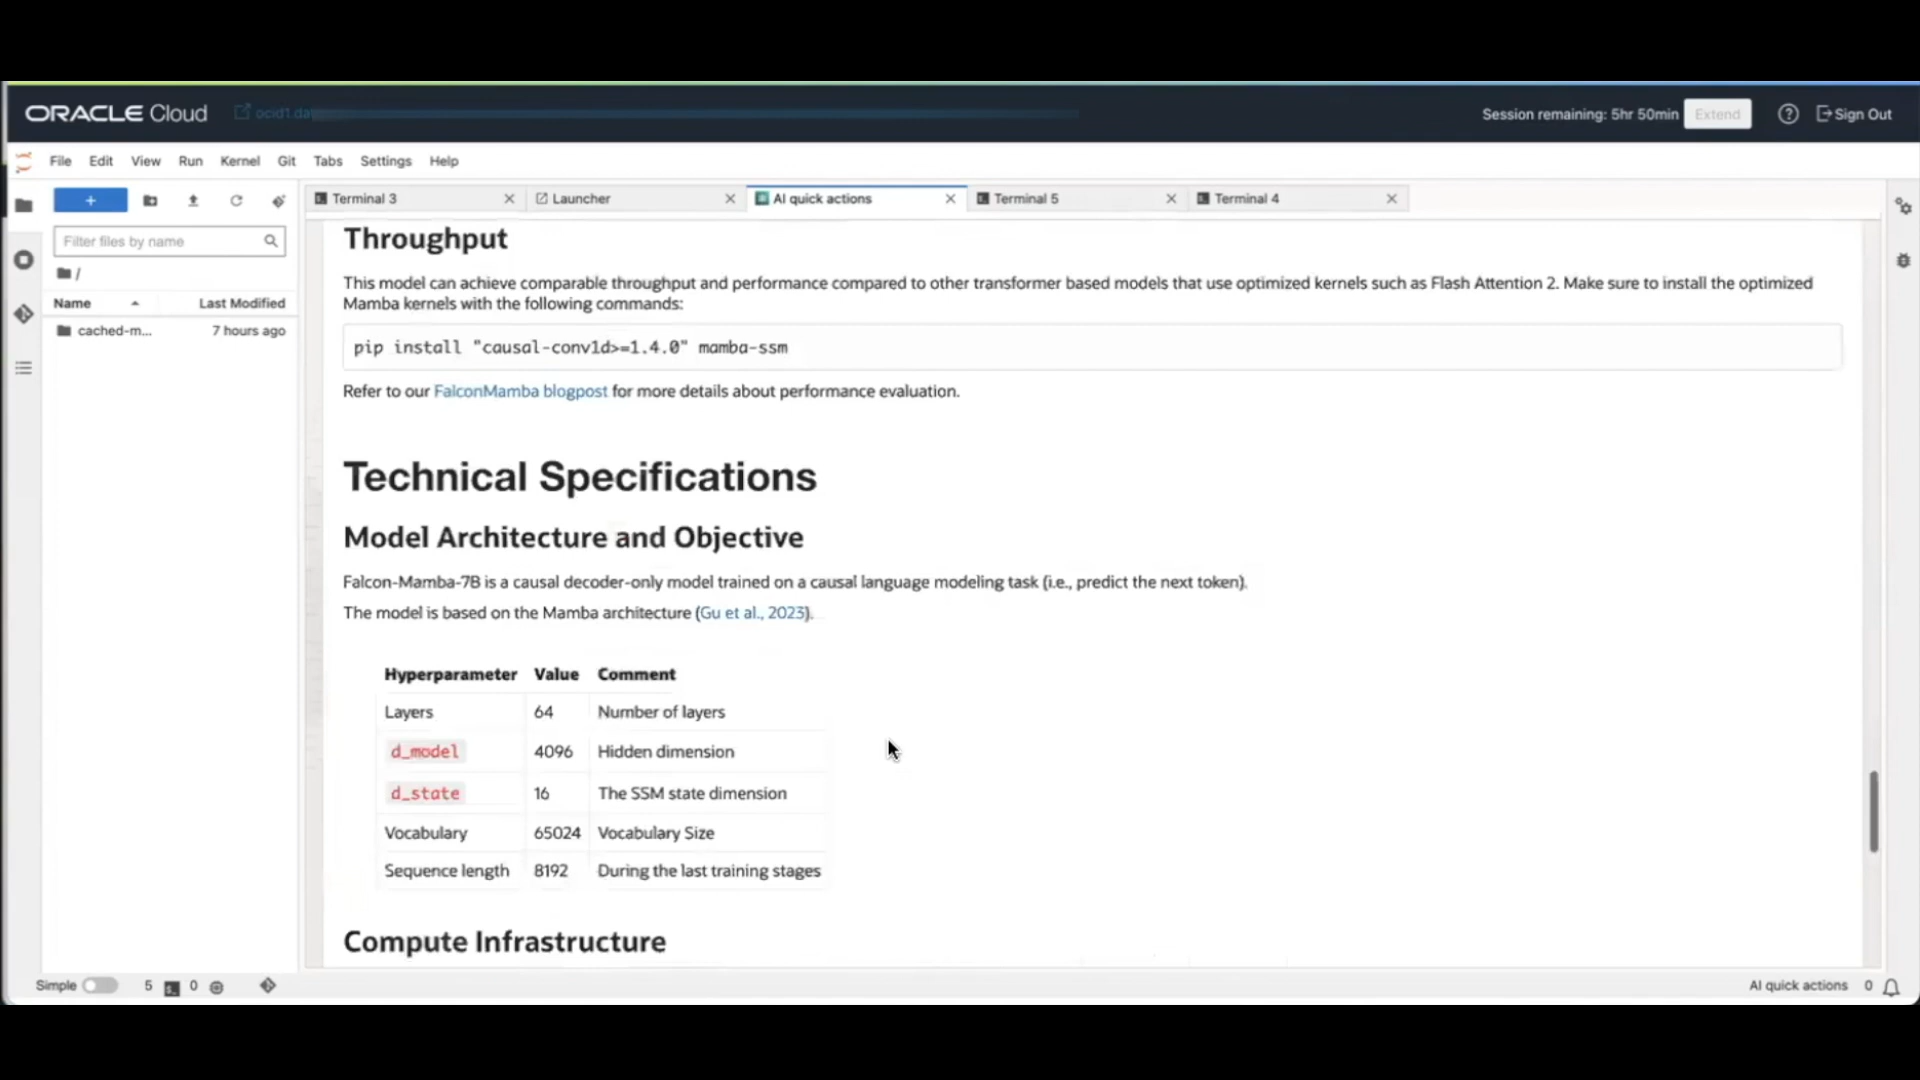 ORACLE Cloud
Session remaining: 5hr 50min
Extend
Sign Out
File Edit View Run Kernel Git Tabs Settings Help
Terminal 3
Launcher
AI quick actions
Terminal 5
Terminal 4
Filter files by name
/
Name
Last Modified
cached-m...
7 hours ago
Throughput
This model can achieve comparable throughput and performance compared to other transformer based models that use optimized kernels such as Flash Attention 2. Make sure to install the optimized
Mamba kernels with the following commands:
pip install "causal-conv1d>=1.4.0" mamba-ssm
Refer to our FalconMamba blogpost for more details about performance evaluation.
Technical Specifications
Model Architecture and Objective
Falcon-Mamba-7B is a causal decoder-only model trained on a causal language modeling task (i.e., predict the next token).
The model is based on the Mamba architecture (Gu et al., 2023).
Hyperparameter Value Comment
Layers 64 Number of layers
d_model 4096 Hidden dimension
d_state 16 The SSM state dimension
Vocabulary 65024 Vocabulary Size
Sequence length 8192 During the last training stages
Compute Infrastructure
Simple
5
0
AI quick actions
0